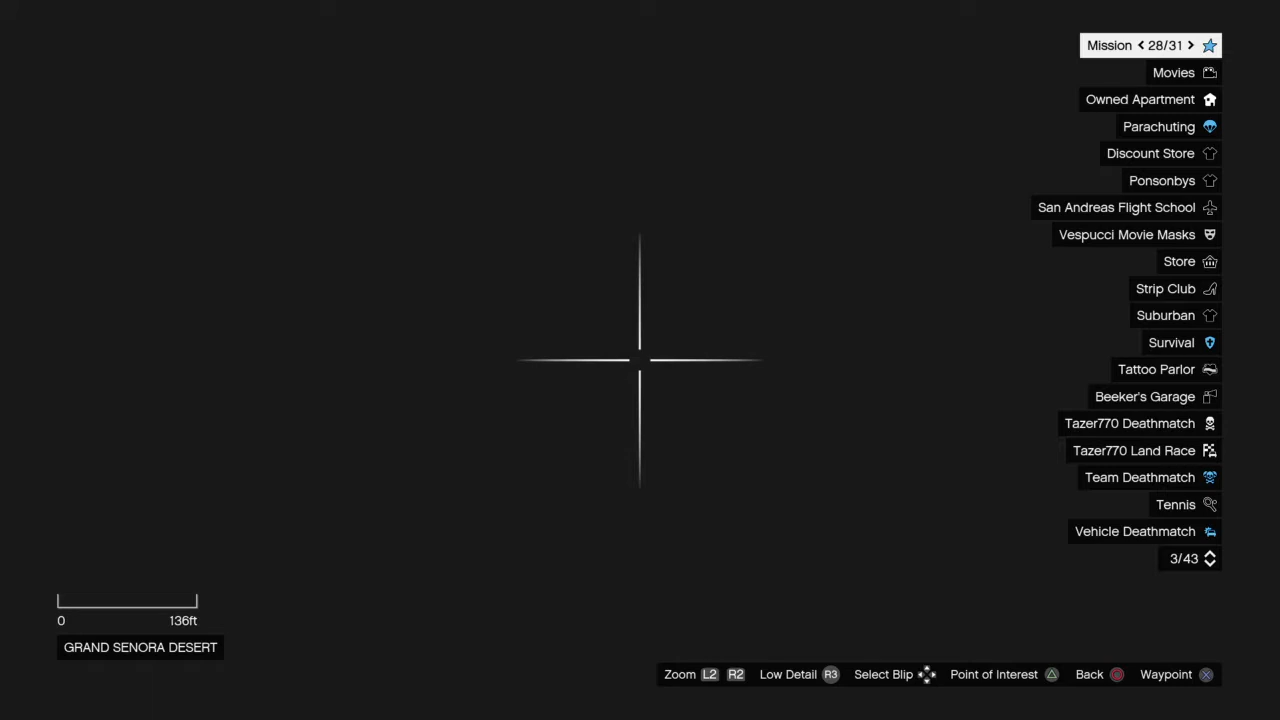 Mission < 28/31 >
Movies
Owned Apartment
Parachuting
Discount Store
Ponsonbys
San Andreas Flight School
Vespucci Movie Masks
Store
Strip Club
Suburban
Survival
Tattoo Parlor
Beeker's Garage
Tazer770 Deathmatch
Tazer770 Land Race
Team Deathmatch
Tennis
Vehicle Deathmatch
3/43
0 136ft
GRAND SENORA DESERT
Zoom L2 R2 Low Detail R3 Select Blip Point of Interest Back Waypoint